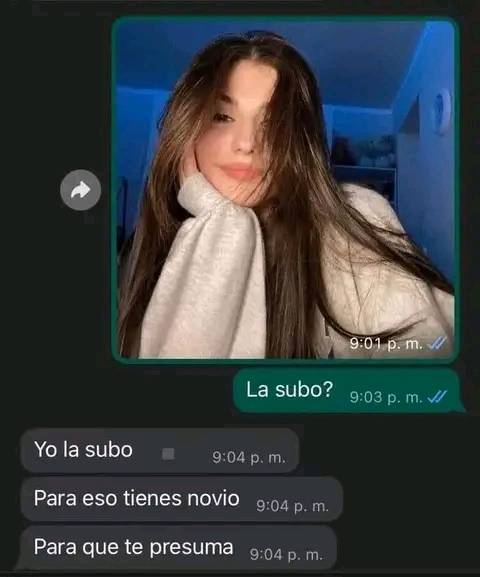 9:01 p. m.
La subo? 9:03 p. m.
Yo la subo 9:04 p. m.
Para eso tienes novio 9:04 p. m.
Para que te presuma 9:04 p. m.